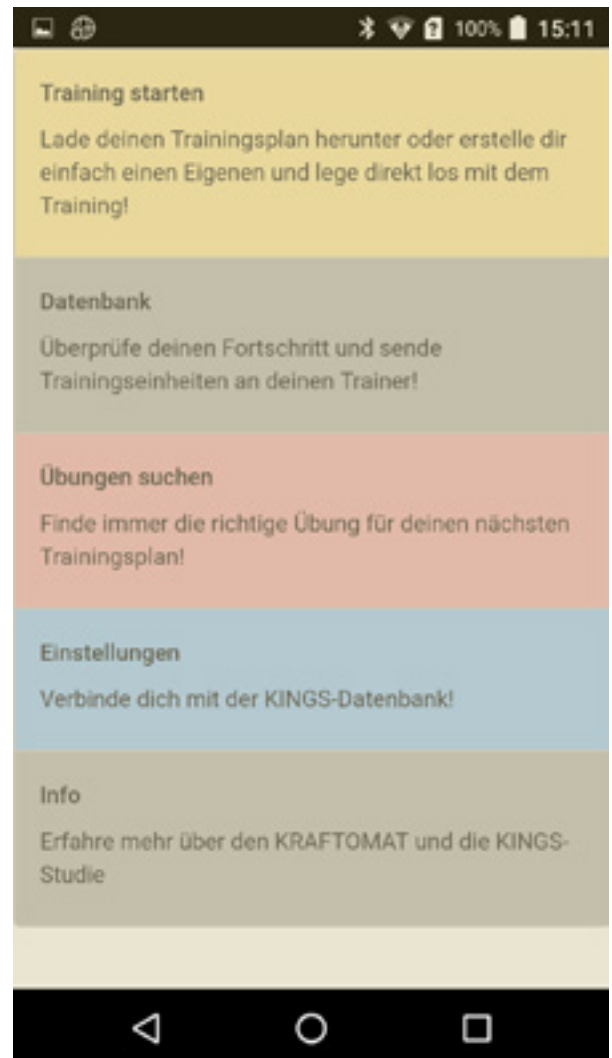 100% 15:11
Training starten
Lade deinen Trainingsplan herunter oder erstelle dir
einfach einen Eigenen und lege direkt los mit dem
Training!
Datenbank
Überprüfe deinen Fortschritt und sende
Trainingseinheiten an deinen Trainer!
Übungen suchen
Finde immer die richtige Übung für deinen nächsten
Trainingsplan!
Einstellungen
Verbinde dich mit der KINGS-Datenbank!
Info
Erfahre mehr über den KRAFTOMAT und die KINGS-
Studie